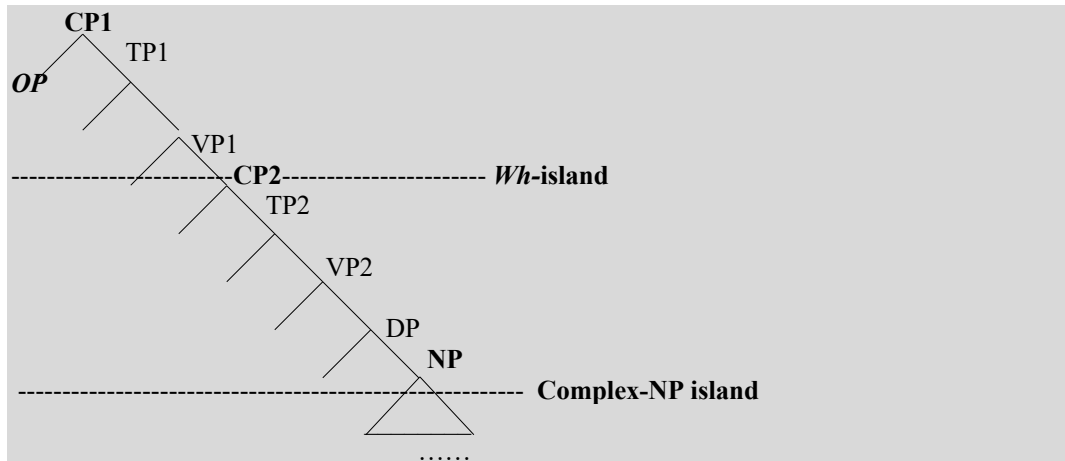 CP1
TP1
OP
VP1
CP2 Wh-island
TP2
VP2
DP
NP
Complex-NP island
......